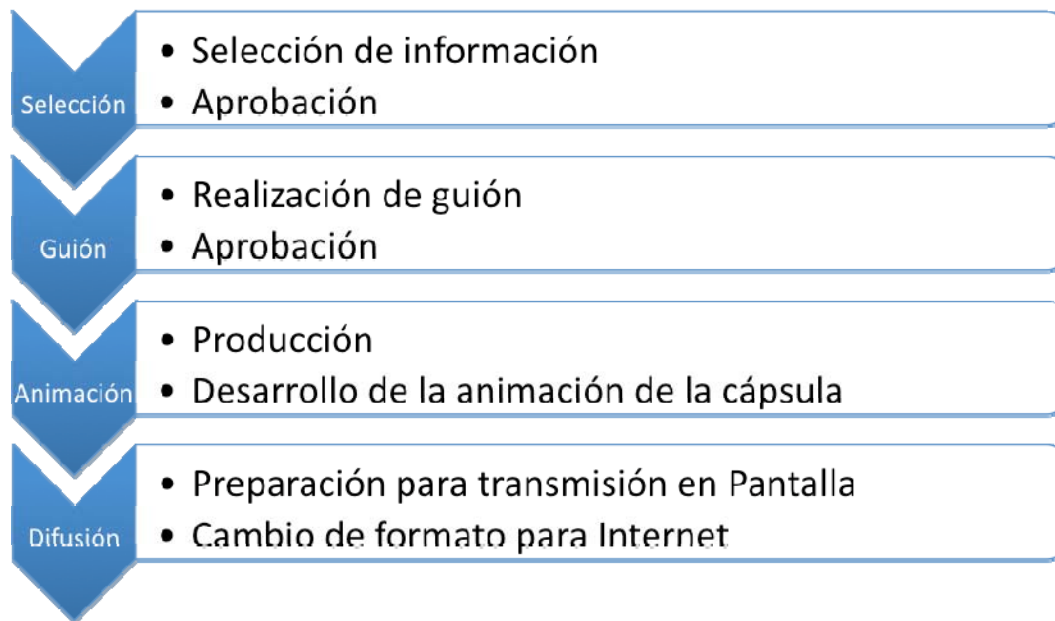 Selección
• Selección de información
• Aprobación
Guión
• Realización de guión
• Aprobación
Animación
• Producción
• Desarrollo de la animación de la cápsula
Difusión
• Preparación para transmisión en Pantalla
• Cambio de formato para Internet